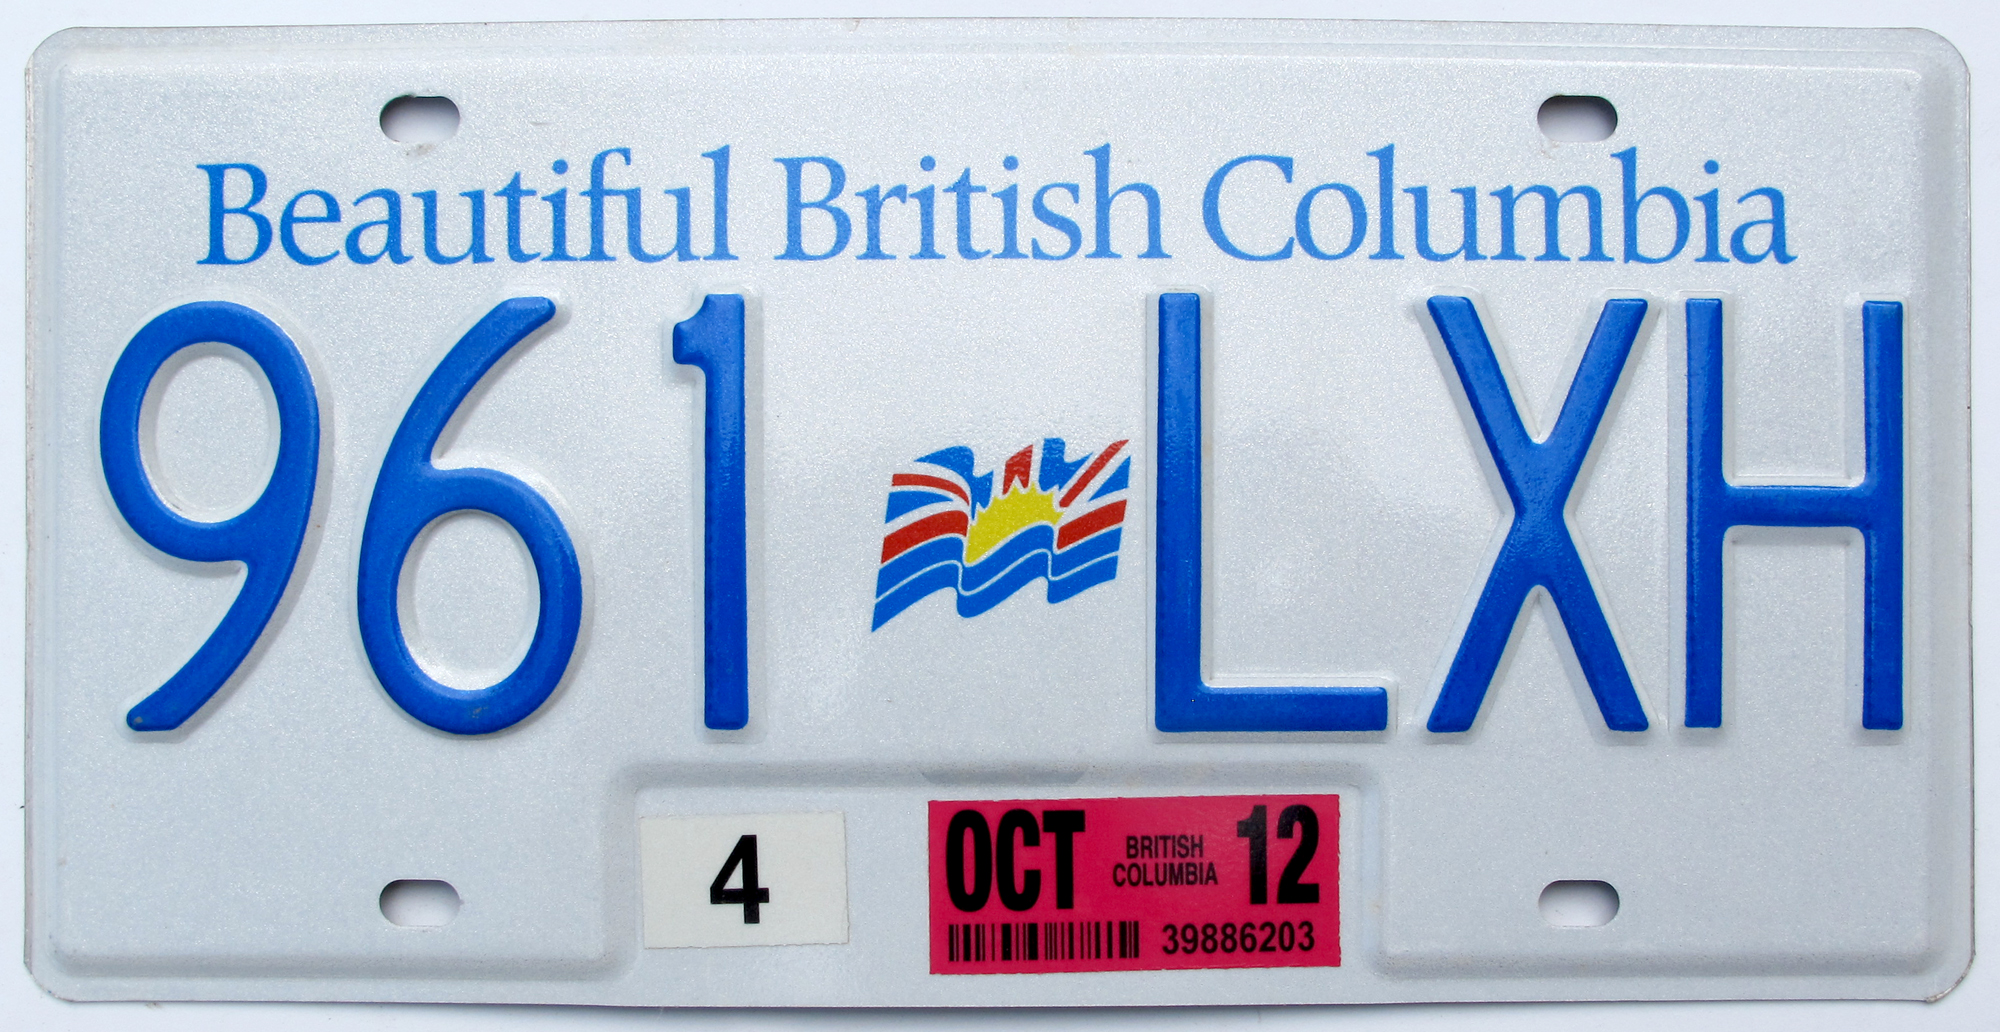 Beautiful British Columbia
961 LXH
4
OCT BRITISH COLUMBIA 12
39886203